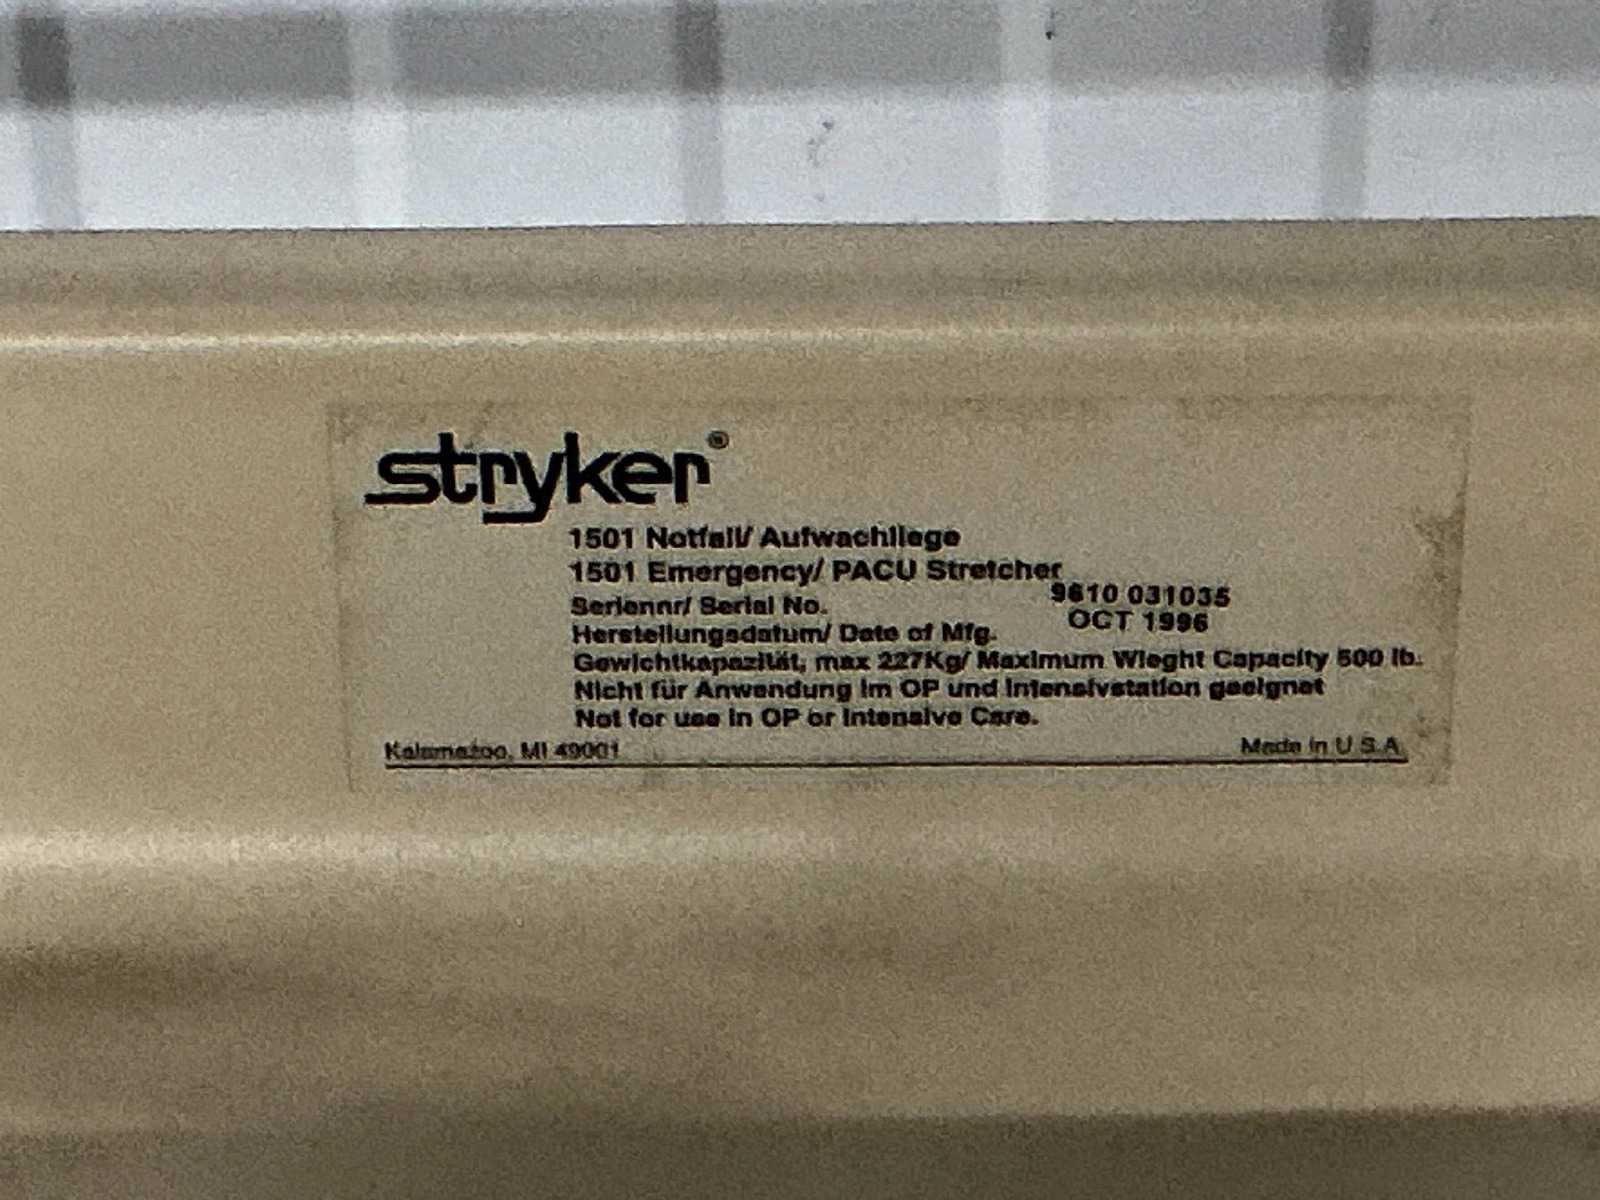 stryker®
1501 Notfall/ Aufwachliege
1501 Emergency/ PACU Stretcher
Seriennr/ Serial No. 9610 031035
Herstellungsdatum/ Date of Mfg. OCT 1996
Gewichtkapazität, max 227Kg/ Maximum Wieght Capacity 500 lb.
Nicht für Anwendung im OP und Intensivstation geeignet
Not for use in OP or Intensive Care.
Kalamazoo, MI 49001 Made in U.S.A.